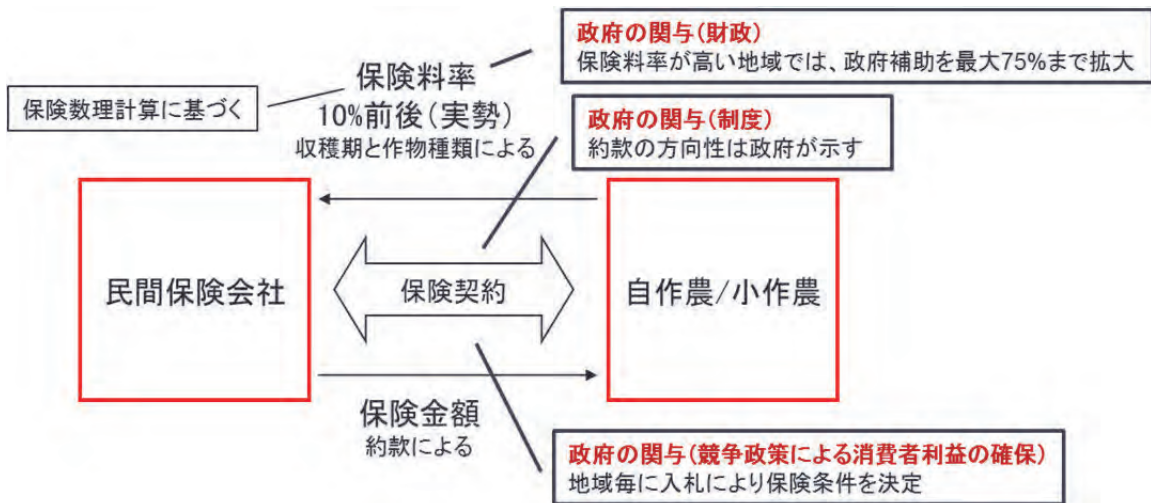 政府の関与(財政)
保険料率が高い地域では、政府補助を最大75%まで拡大
保険料率
10%前後(実勢)
収穫期と作物種類による
保険数理計算に基づく
政府の関与(制度)
約款の方向性は政府が示す
民間保険会社
保険契約
自作農/小作農
保険金額
約款による
政府の関与(競争政策による消費者利益の確保)
地域毎に入札により保険条件を決定